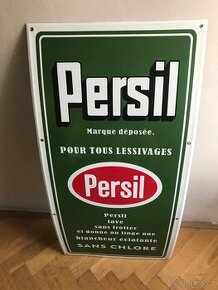 Persil
Marque déposée.
POUR TOUS LESSIVAGES
Persil
Persil
lave
sans frotter
et donne au linge une
blancheur éclatante
SANS CHLORE